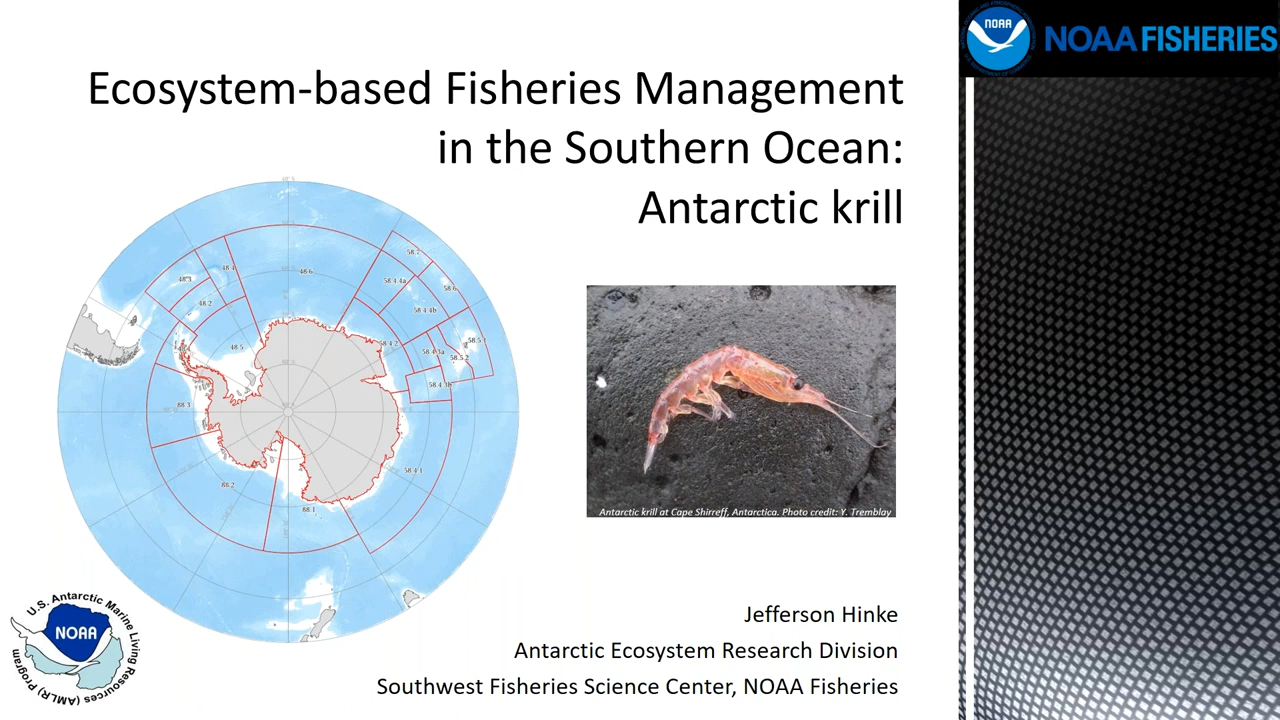 NOAA
NOAA FISHERIES
Ecosystem-based Fisheries Management
in the Southern Ocean:
Antarctic krill
48.3
48.4
48.2
48.6
48.5
58.7
58.4.4a
58.6
58.4.4b
58.5.1
58.5.2
58.4.2
58.4.3a
58.4.3b
88.3
58.4.1
88.2
88.1
Antarctic krill at Cape Shirreff, Antarctica. Photo credit: Y. Tremblay
U.S. Antarctic Marine Living Resources (AMLR) Program
NOAA
Jefferson Hinke
Antarctic Ecosystem Research Division
Southwest Fisheries Science Center, NOAA Fisheries